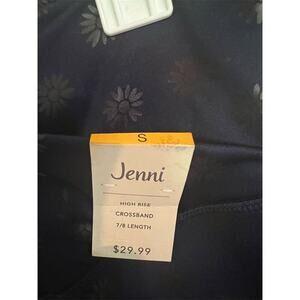 S
Jenni
HIGH RISE
CROSSBAND
7/8 LENGTH
$29.99